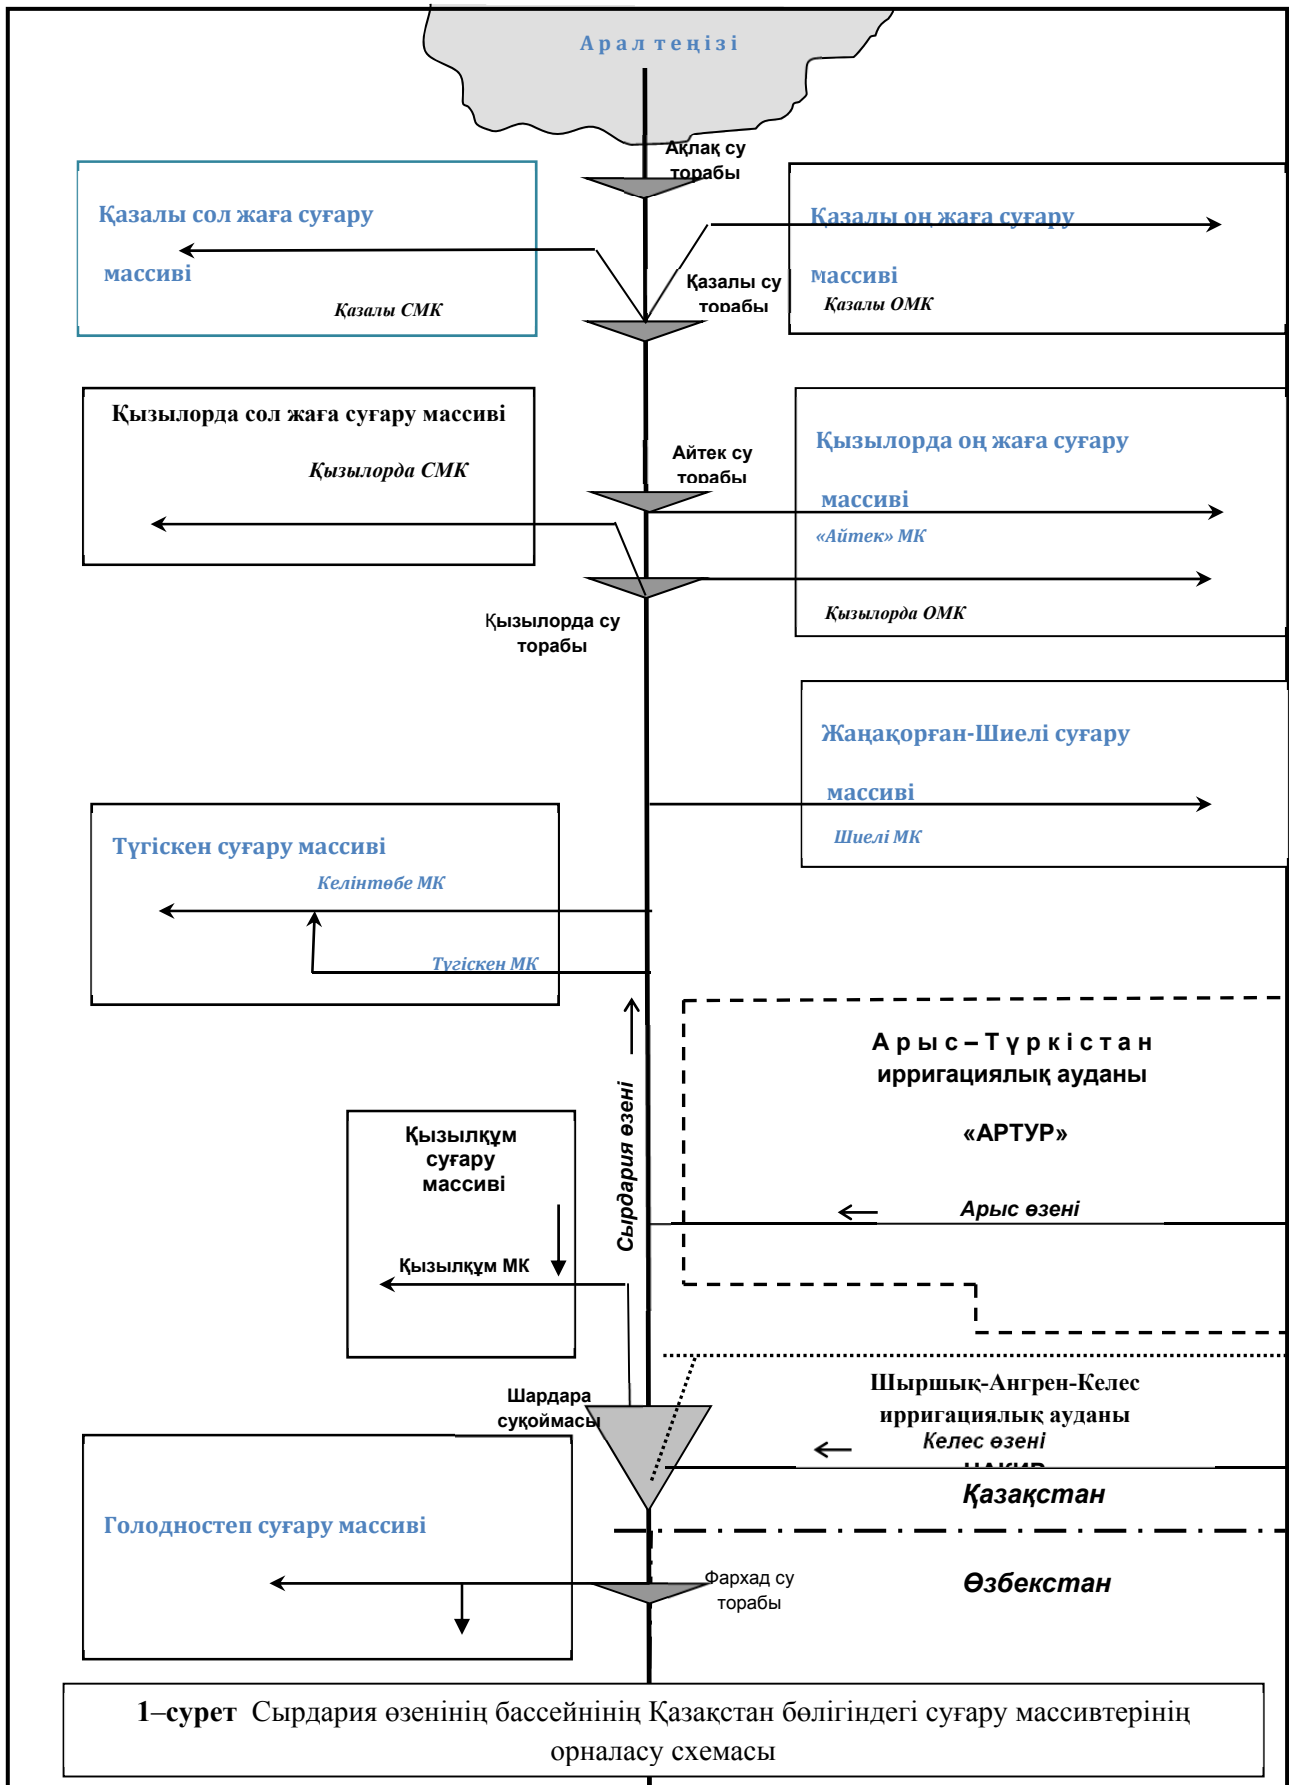 Арал теңізі
Ақлақ су
торабы
Қазалы сол жаға суғару
массиві
Қазалы СМК
Қазалы оң жаға суғару
массиві
Қазалы ОМК
Қазалы су
торабы
Қызылорда сол жаға суғару массиві
Қызылорда СМК
Айтек су
торабы
Қызылорда оң жаға суғару
массиві
«Айтек» МК
Қызылорда ОМК
Қызылорда су
торабы
Жаңақорған-Шиелі суғару
массиві
Шиелі МК
Түгіскен суғару массиві
Келінтөбе МК
Түгіскен МК
Сырдария өзені
Арыс–Түркістан
ирригациялық ауданы
«АРТУР»
Арыс өзені
Қызылқұм
суғару
массиві
Қызылқұм МК
Шардара
суқоймасы
Шыршық-Ангрен-Келес
ирригациялық ауданы
Келес өзені
Қазақстан
Голодностеп суғару массиві
Фархад су
торабы
Өзбекстан
1–сурет Сырдария өзенінің бассейнінің Қазақстан бөлігіндегі суғару массивтерінің
орналасу схемасы